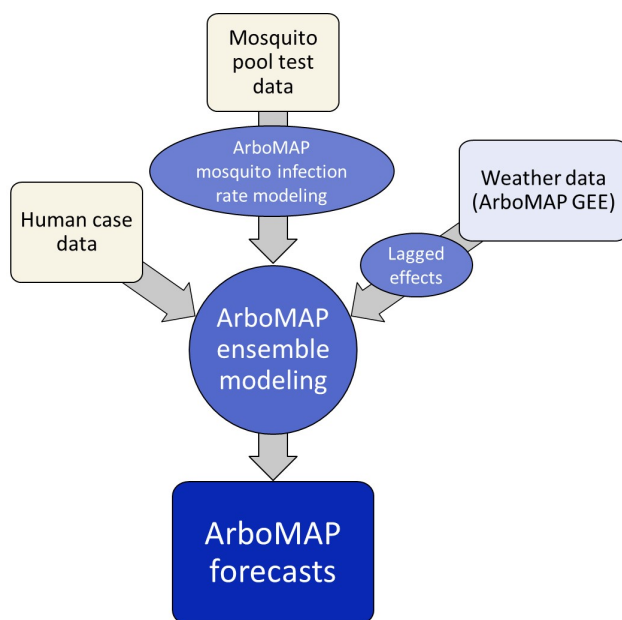 Mosquito
pool test
data
ArboMAP
mosquito infection
rate modeling
Weather data
(ArboMAP GEE)
Human case
data
Lagged
effects
ArboMAP
ensemble
modeling
ArboMAP
forecasts